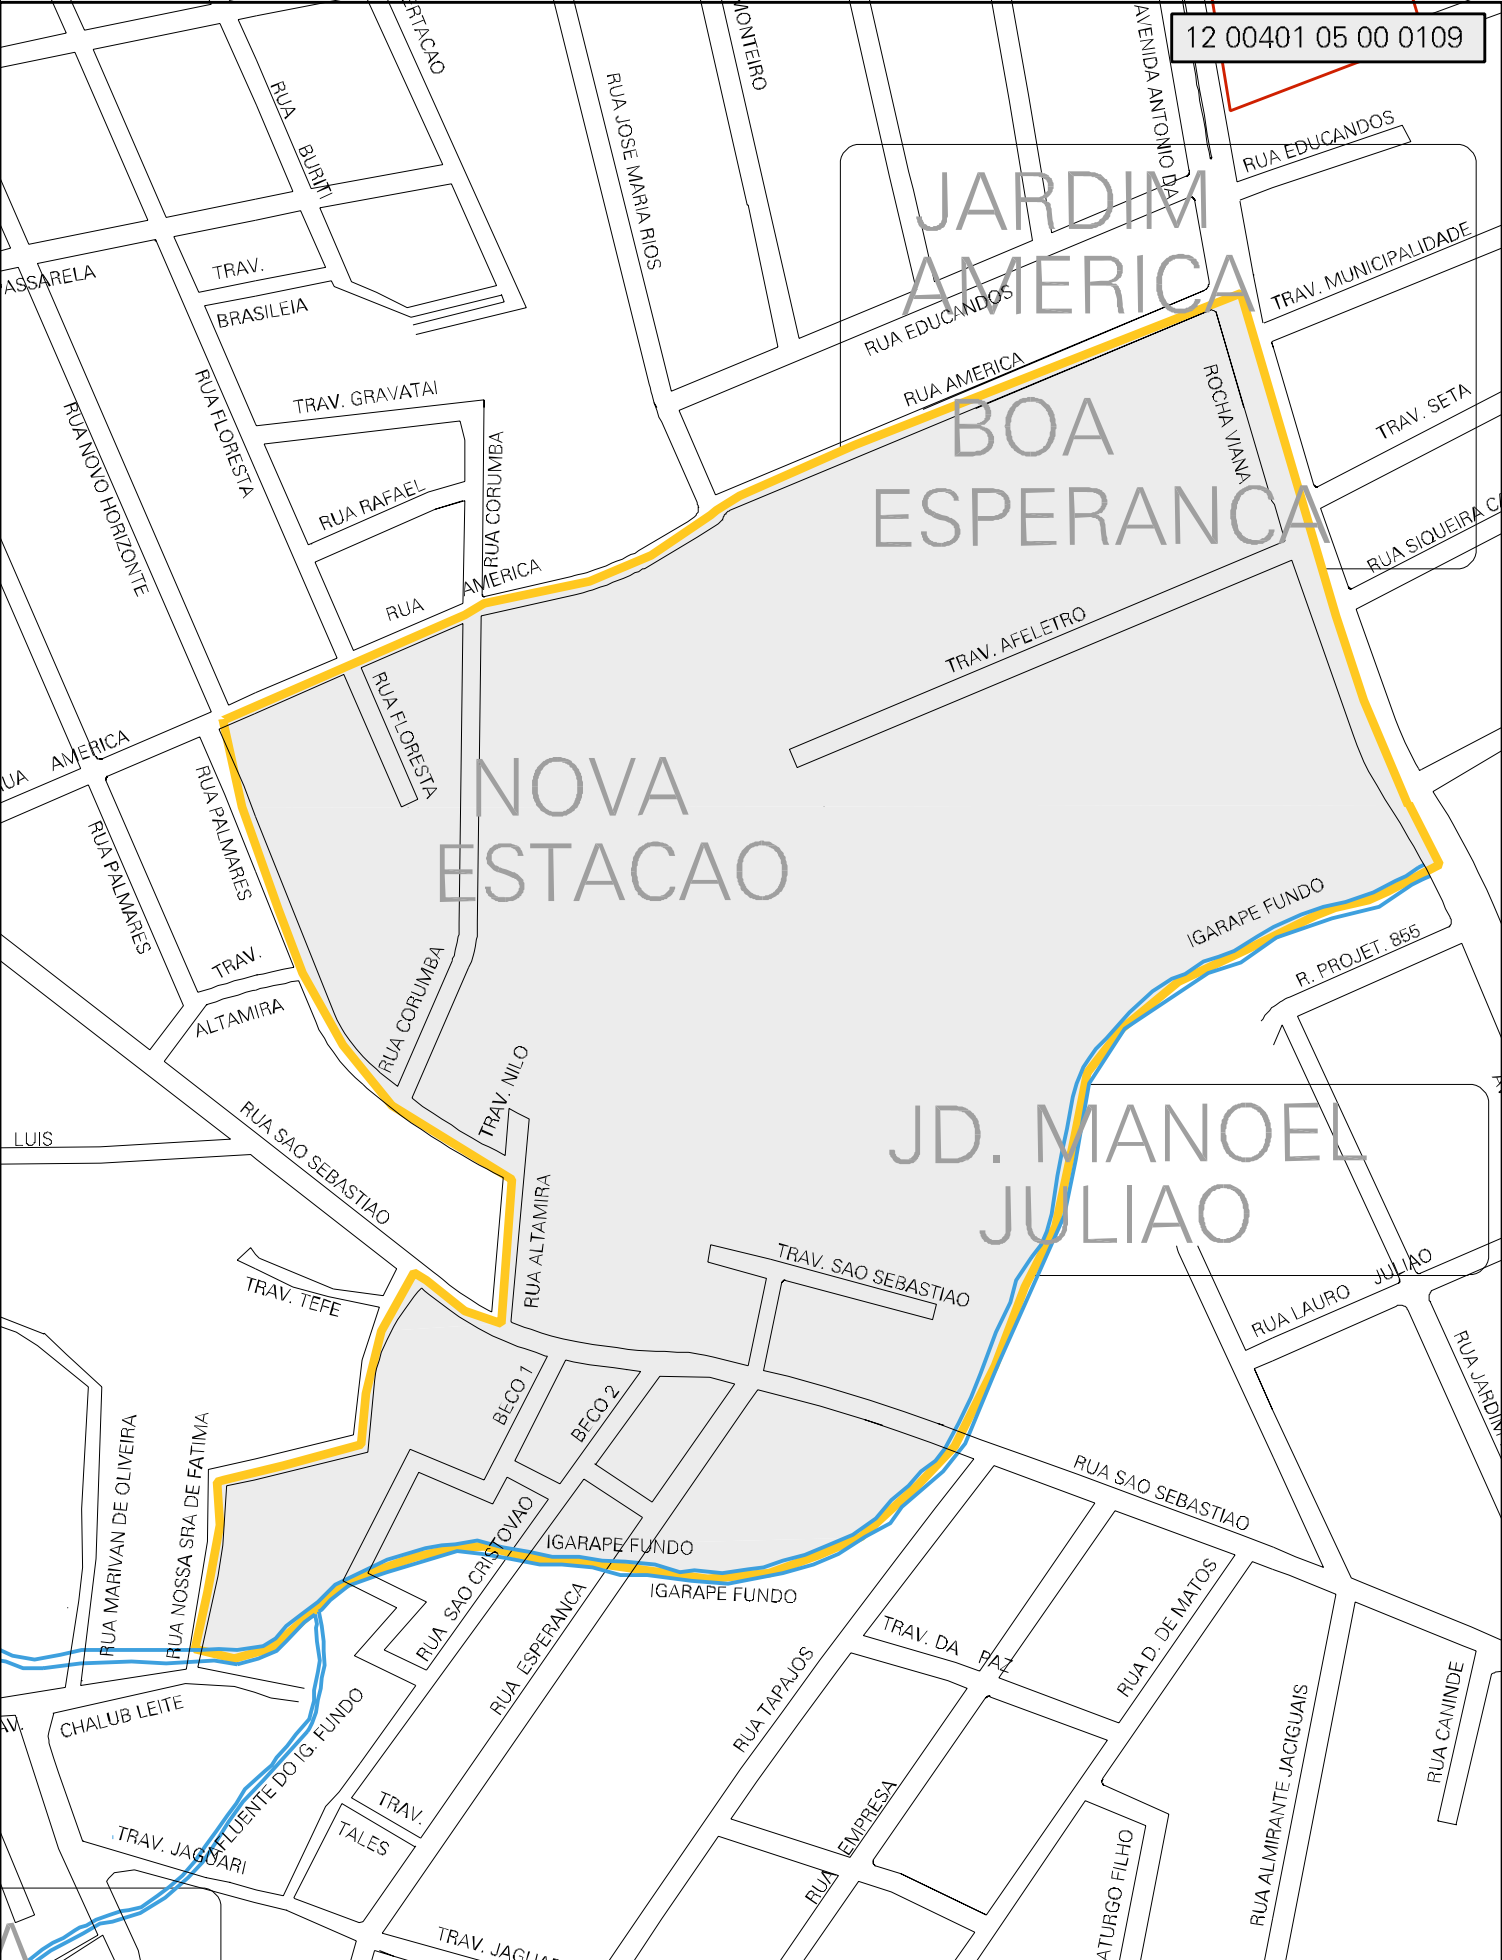 12 00401 05 00 0109
AVENIDA ANTONIO DA
RUA EDUCANDOS
RUA
BURITI
RUA JOSE MARIA RIOS
MONTEIRO
JARDIM
AMERICA
TRAV. MUNICIPALIDADE
TRAV.
BRASILEIA
RUA EDUCANDOS
RUA AMERICA
ROCHA VIANA
TRAV. SETA
BOA
ESPERANCA
RUA NOVO HORIZONTE
RUA FLORESTA
TRAV. GRAVATAI
RUA RAFAEL
RUA CORUMBA
RUA
AMERICA
TRAV. AFELETRO
AMERICA
RUA FLORESTA
RUA PALMARES
RUA PALMARES
NOVA
ESTACAO
TRAV.
ALTAMIRA
RUA CORUMBA
IGARAPE FUNDO
R. PROJET. 855
TRAV. NILO
LUIS
RUA SAO SEBASTIAO
JD. MANOEL
JULIAO
RUA ALTAMIRA
TRAV. TEFE
TRAV. SAO SEBASTIAO
RUA LAURO
JULIAO
RUA JARDIM
BECO 1
BECO 2
RUA MARIVAN DE OLIVEIRA
RUA NOSSA SRA DE FATIMA
RUA SAO SEBASTIAO
IGARAPE FUNDO
IGARAPE FUNDO
RUA SAO CRISTOVAO
RUA ESPERANCA
TRAV. DA
PAZ
RUA D. DE MATOS
RUA TAPAJOS
CHALUB LEITE
AFLUENTE DO IG. FUNDO
RUA ALMIRANTE JACIGUAIS
RUA CANINDE
TRAV.
TALES
TRAV. JAGUARI
RUA
EMPRESA